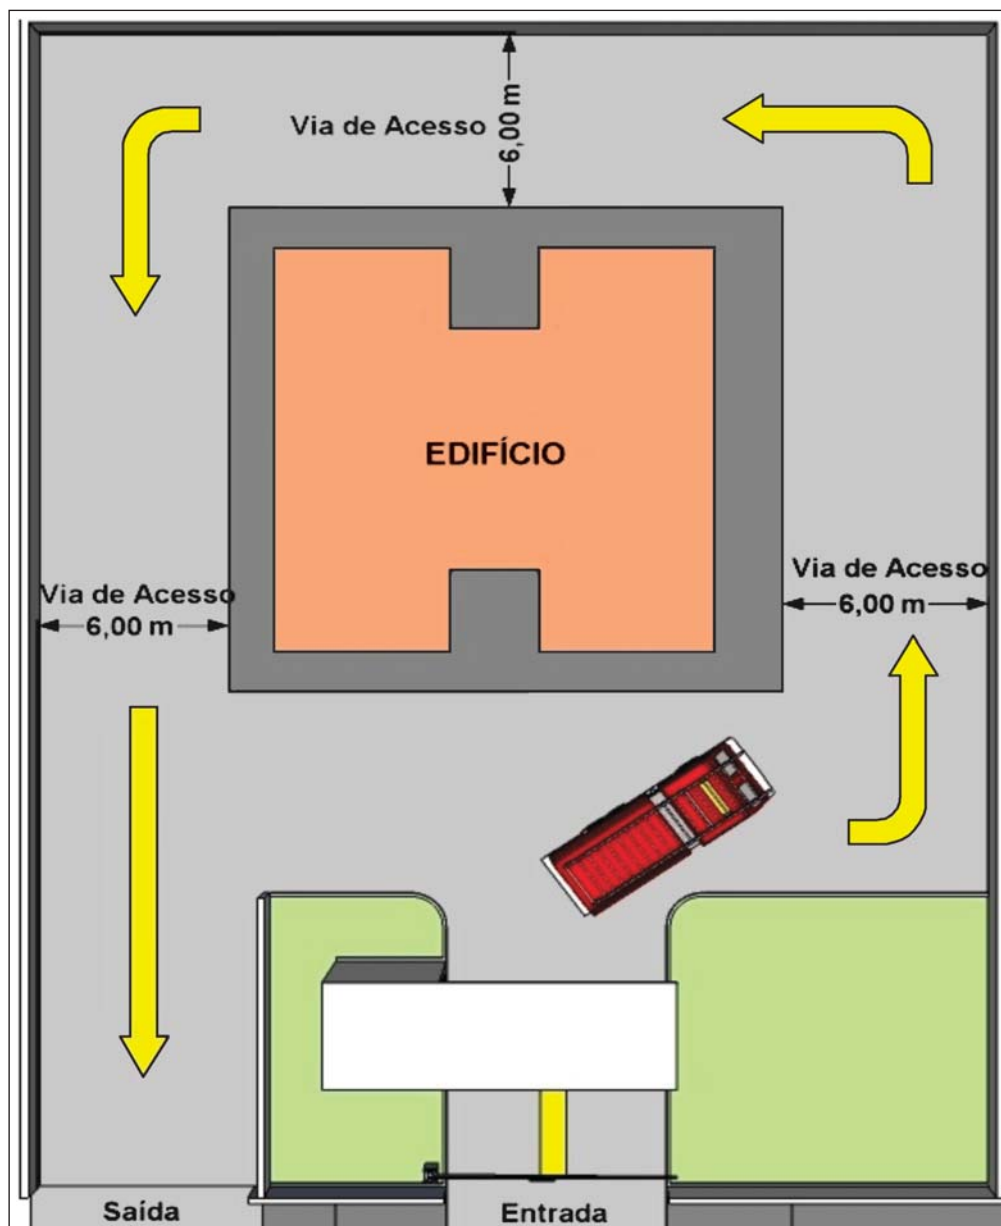 Via de Acesso
6,00 m
EDIFÍCIO
Via de Acesso
6,00 m
Via de Acesso
6,00 m
Saída
Entrada